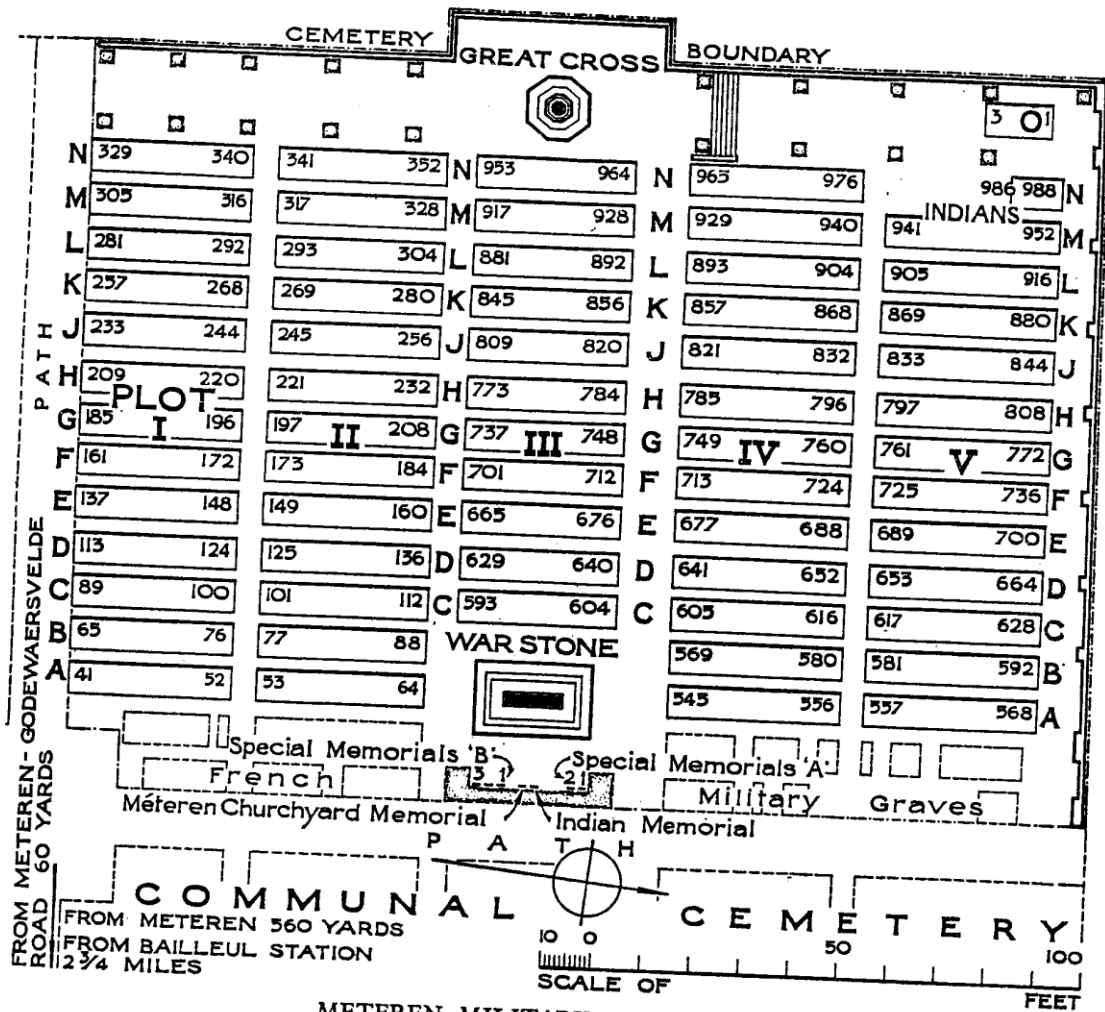 CEMETERY BOUNDARY
GREAT CROSS
3 O 1
N 329 340 341 352 N 953 964 N 965 976 986 988 N
INDIANS
M 305 316 317 328 M 917 928 M 929 940 941 952 M
L 281 292 293 304 L 881 892 L 893 904 905 916 L
K 257 268 269 280 K 845 856 K 857 868 869 880 K
J 233 244 245 256 J 809 820 J 821 832 833 844 J
H 209 220 221 232 H 773 784 H 785 796 797 808 H
PLOT
G 185 I 196 197 II 208 G 737 III 748 G 749 IV 760 761 V 772 G
F 161 172 173 184 F 701 712 F 713 724 725 736 F
E 137 148 149 160 E 665 676 E 677 688 689 700 E
D 113 124 125 136 D 629 640 D 641 652 653 664 D
C 89 100 101 112 C 593 604 C 605 616 617 628 C
B 65 76 77 88 569 580 581 592 B
WAR STONE
A 41 52 53 64 545 556 557 568 A
PATH
FROM METEREN-GODEWAERSVELDE
ROAD 60 YARDS
Special Memorials 'B' 3 1 2 1 Special Memorials 'A'
French Military Graves
Méteren Churchyard Memorial Indian Memorial
PATH
COMMUNAL CEMETERY
FROM METEREN 560 YARDS
FROM BAILLEUL STATION
2 3/4 MILES
10 0 50 100
SCALE OF FEET